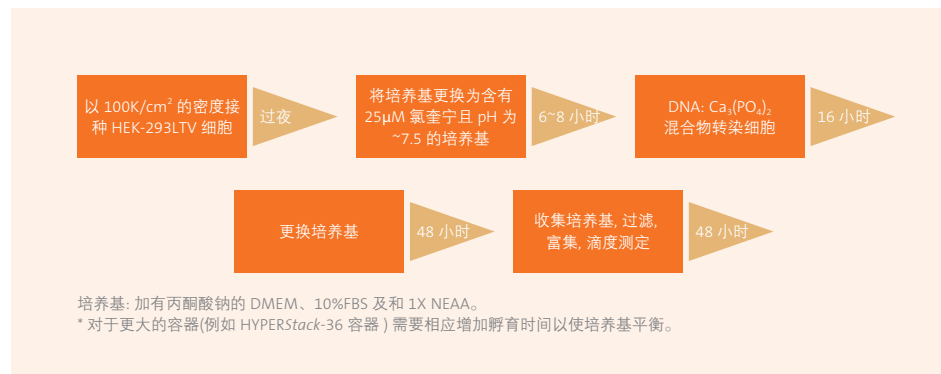 以 100K/cm² 的密度接
种 HEK-293LTV 细胞
过夜
将培养基更换为含有
25μM 氯奎宁且 pH 为
~7.5 的培养基
6~8 小时
DNA: Ca₃(PO₄)₂
混合物转染细胞
16 小时
更换培养基
48 小时
收集培养基, 过滤,
富集, 滴度测定
48 小时
培养基: 加有丙酮酸钠的 DMEM、10%FBS 及和 1X NEAA。
* 对于更大的容器(例如 HYPERStack-36 容器 ) 需要相应增加孵育时间以使培养基平衡。